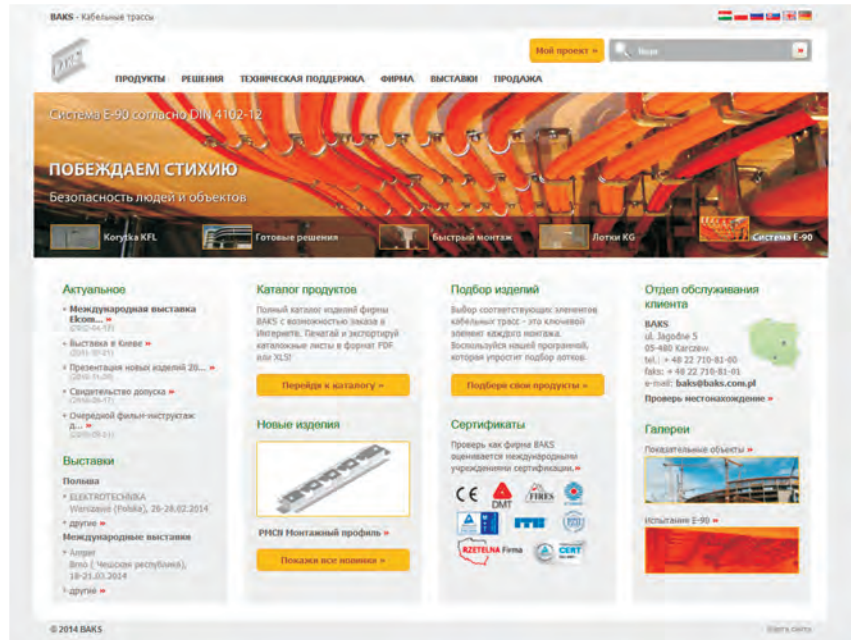 BAKS - Кабельные трассы
Мой проект »
ПРОДУКТЫ РЕШЕНИЯ ТЕХНИЧЕСКАЯ ПОДДЕРЖКА ФИРМА ВЫСТАВКИ ПРОДАЖА
Система E-90 согласно DIN 4102-12
ПОБЕЖДАЕМ СТИХИЮ
Безопасность людей и объектов
Korytka KFL
Готовые решения
Быстрый монтаж
Лотки KG
Система E-90
Актуальное
Международная выставка
Ekcom... »
Выставка в Киеве »
Презентация новых изделий 20... »
Свидетельство допуска »
Очередной фильм-инструктаж
д... »
Выставки
Польша
ELEKTROTECHNIKA
Warszawa (Polska), 26-28.02.2014
другие »
Международные выставки
Amper
Brno ( Чешская республика),
18-21.03.2014
другие »
Каталог продуктов
Полный каталог изделий фирмы
BAKS с возможностью заказа в
Интернете. Печатай и экспортируй
каталожные листы в формат PDF
или XLS!
Перейди к каталогу »
Новые изделия
PMCB Монтажный профиль »
Покажи все новинки »
Подбор изделий
Выбор соответствующих элементов
кабельных трасс - это ключевой
элемент каждого монтажа.
Воспользуйся нашей программой,
которая упростит подбор лотков.
Подбери свои продукты »
Сертификаты
Проверь как фирма BAKS
оценивается международными
учреждениями сертификации. »
CE
DMT
FIRES
ITB
RZETELNA Firma
CERT
Отдел обслуживания
клиента
BAKS
ul. Jagodne 5
05-480 Karczew
tel.: + 48 22 710-81-00
faks: + 48 22 710-81-01
e-mail: baks@baks.com.pl
Проверь местонахождение »
Галереи
Показательные объекты »
Испытания E-90 »
© 2014 BAKS
Карта сайта